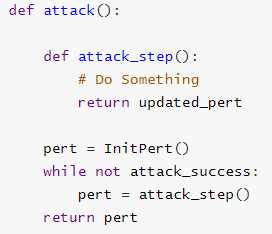 def attack():
    def attack_step():
        # Do Something
        return updated_pert
    pert = InitPert()
    while not attack_success:
        pert = attack_step()
    return pert